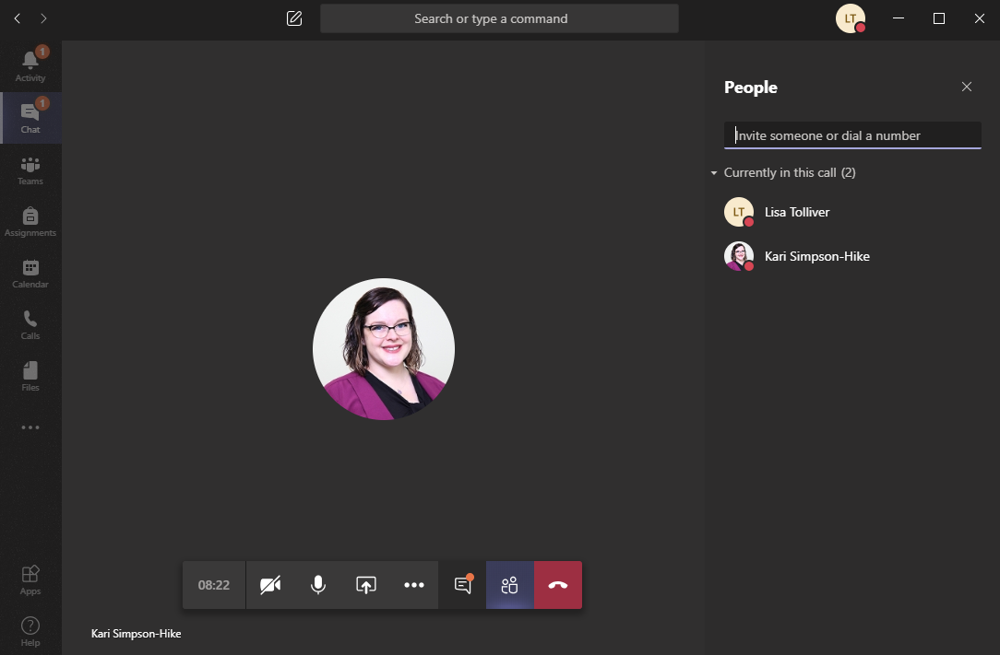 Search or type a command
LT
1
Activity
1
Chat
Teams
Assignments
Calendar
Calls
Files
Apps
Help
08:22
Kari Simpson-Hike
People
Invite someone or dial a number
Currently in this call (2)
LT Lisa Tolliver
Kari Simpson-Hike